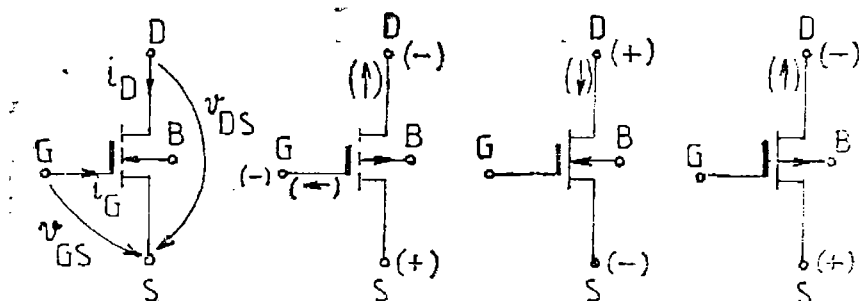 D
i_D
v_DS
G
B
i_G
v_GS
S
D
(-)
G
(-)
B
S
(+)
D
(+)
G
B
S
(-)
D
(-)
G
B
S
(+)